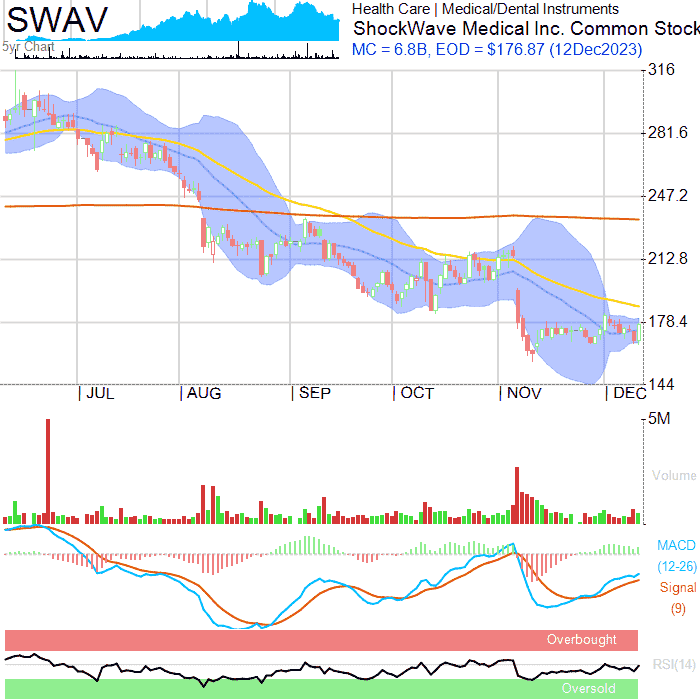 SWAV
Health Care | Medical/Dental Instruments
ShockWave Medical Inc. Common Stock
5yr Chart
MC = 6.8B, EOD = $176.87 (12Dec2023)
316
281.6
247.2
212.8
178.4
144
JUL
AUG
SEP
OCT
NOV
DEC
5M
Volume
MACD
(12-26)
Signal
(9)
Overbought
RSI(14)
Oversold